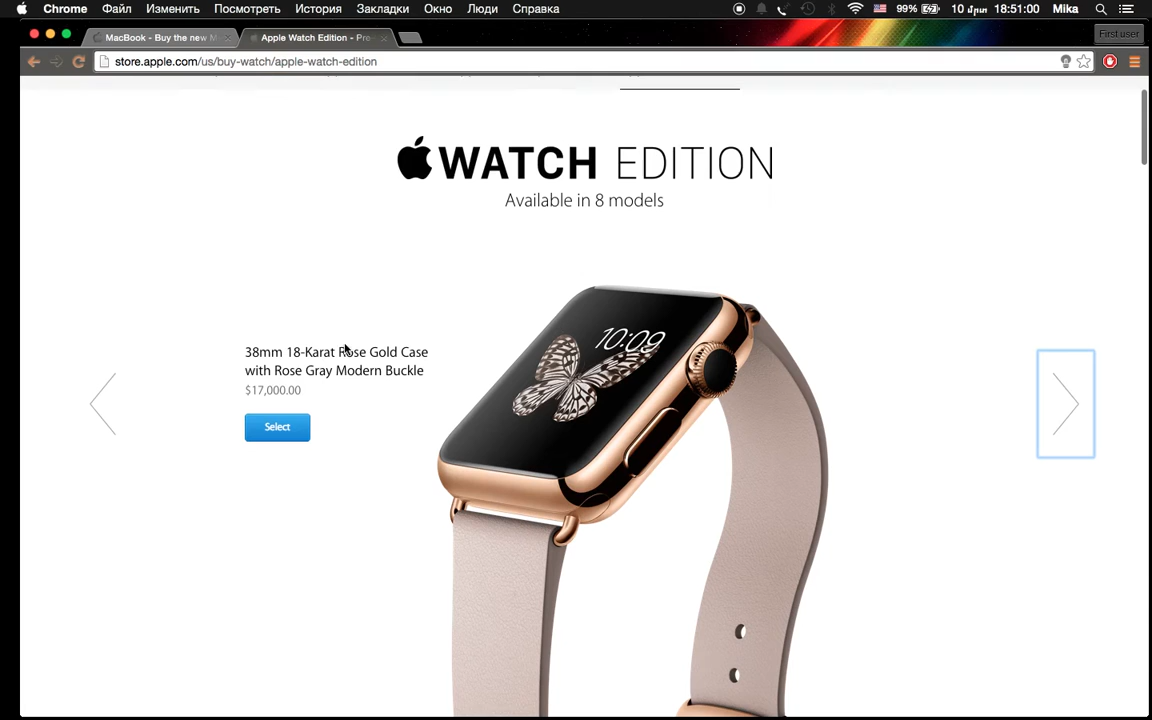 Chrome Файл Изменить Посмотреть История Закладки Окно Люди Справка 99% 10 մրտ 18:51:00 Mika
MacBook - Buy the new M
Apple Watch Edition - Pre
First user
store.apple.com/us/buy-watch/apple-watch-edition
WATCH EDITION
Available in 8 models
10:09
38mm 18-Karat Rose Gold Case
with Rose Gray Modern Buckle
$17,000.00
Select